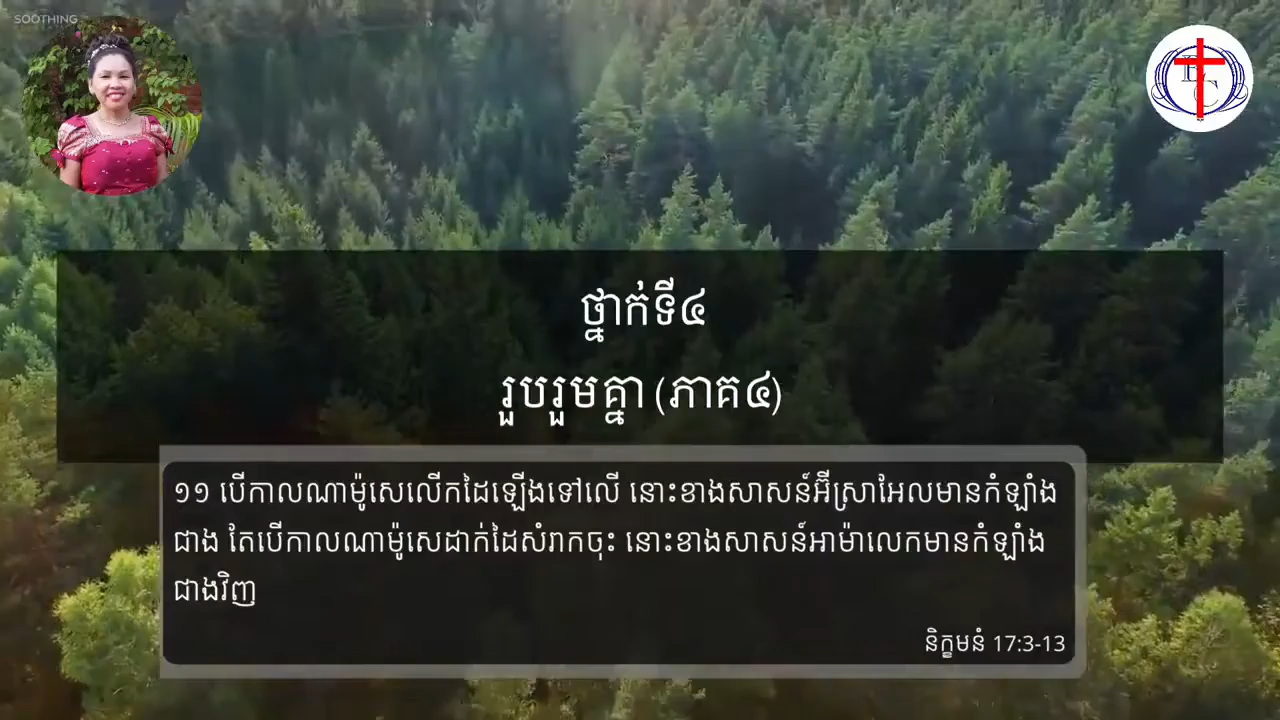 SOOTHING
ថ្នាក់ទី៤
រួបរួមគ្នា (ភាគ៤)
១១ បើកាលណាម៉ូសេលើកដៃឡើងទៅលើ នោះខាងសាសន៍អ៊ីស្រាអែលមានកំឡាំង
ជាង តែបើកាលណាម៉ូសេដាក់ដៃសំរាកចុះ នោះខាងសាសន៍អាម៉ាលេកមានកំឡាំង
ជាងវិញ
និក្ខមនំ 17:3-13